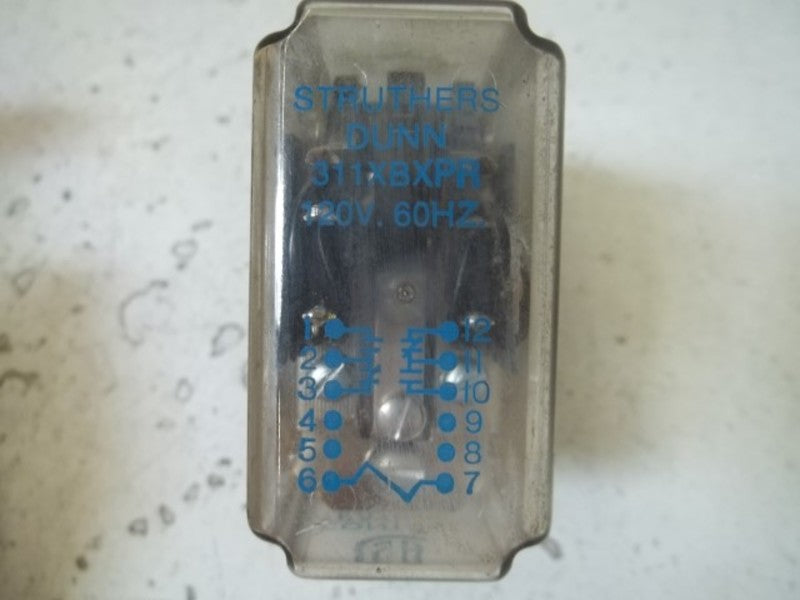 STRUTHERS
DUNN
311XBXPR
120V. 60HZ.
1 12
2 11
3 10
4 9
5 8
6 7